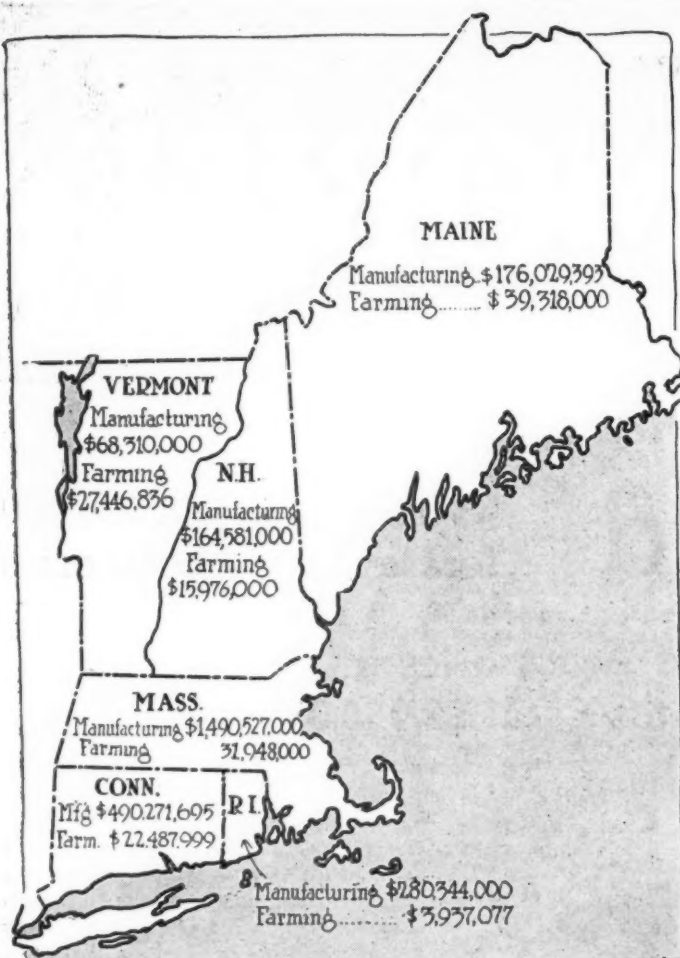 MAINE
Manufacturing..$176,029,393
Farming........ $39,318,000
VERMONT
Manufacturing
$68,310,000
Farming
$27,446,836
N.H.
Manufacturing
$164,581,000
Farming
$15,976,000
MASS.
Manufacturing $1,490,527,000
Farming 31,948,000
CONN.
Mfg $490,271,695
Farm. $22,487,999
R.I.
Manufacturing $280,344,000
Farming......... $3,937,077